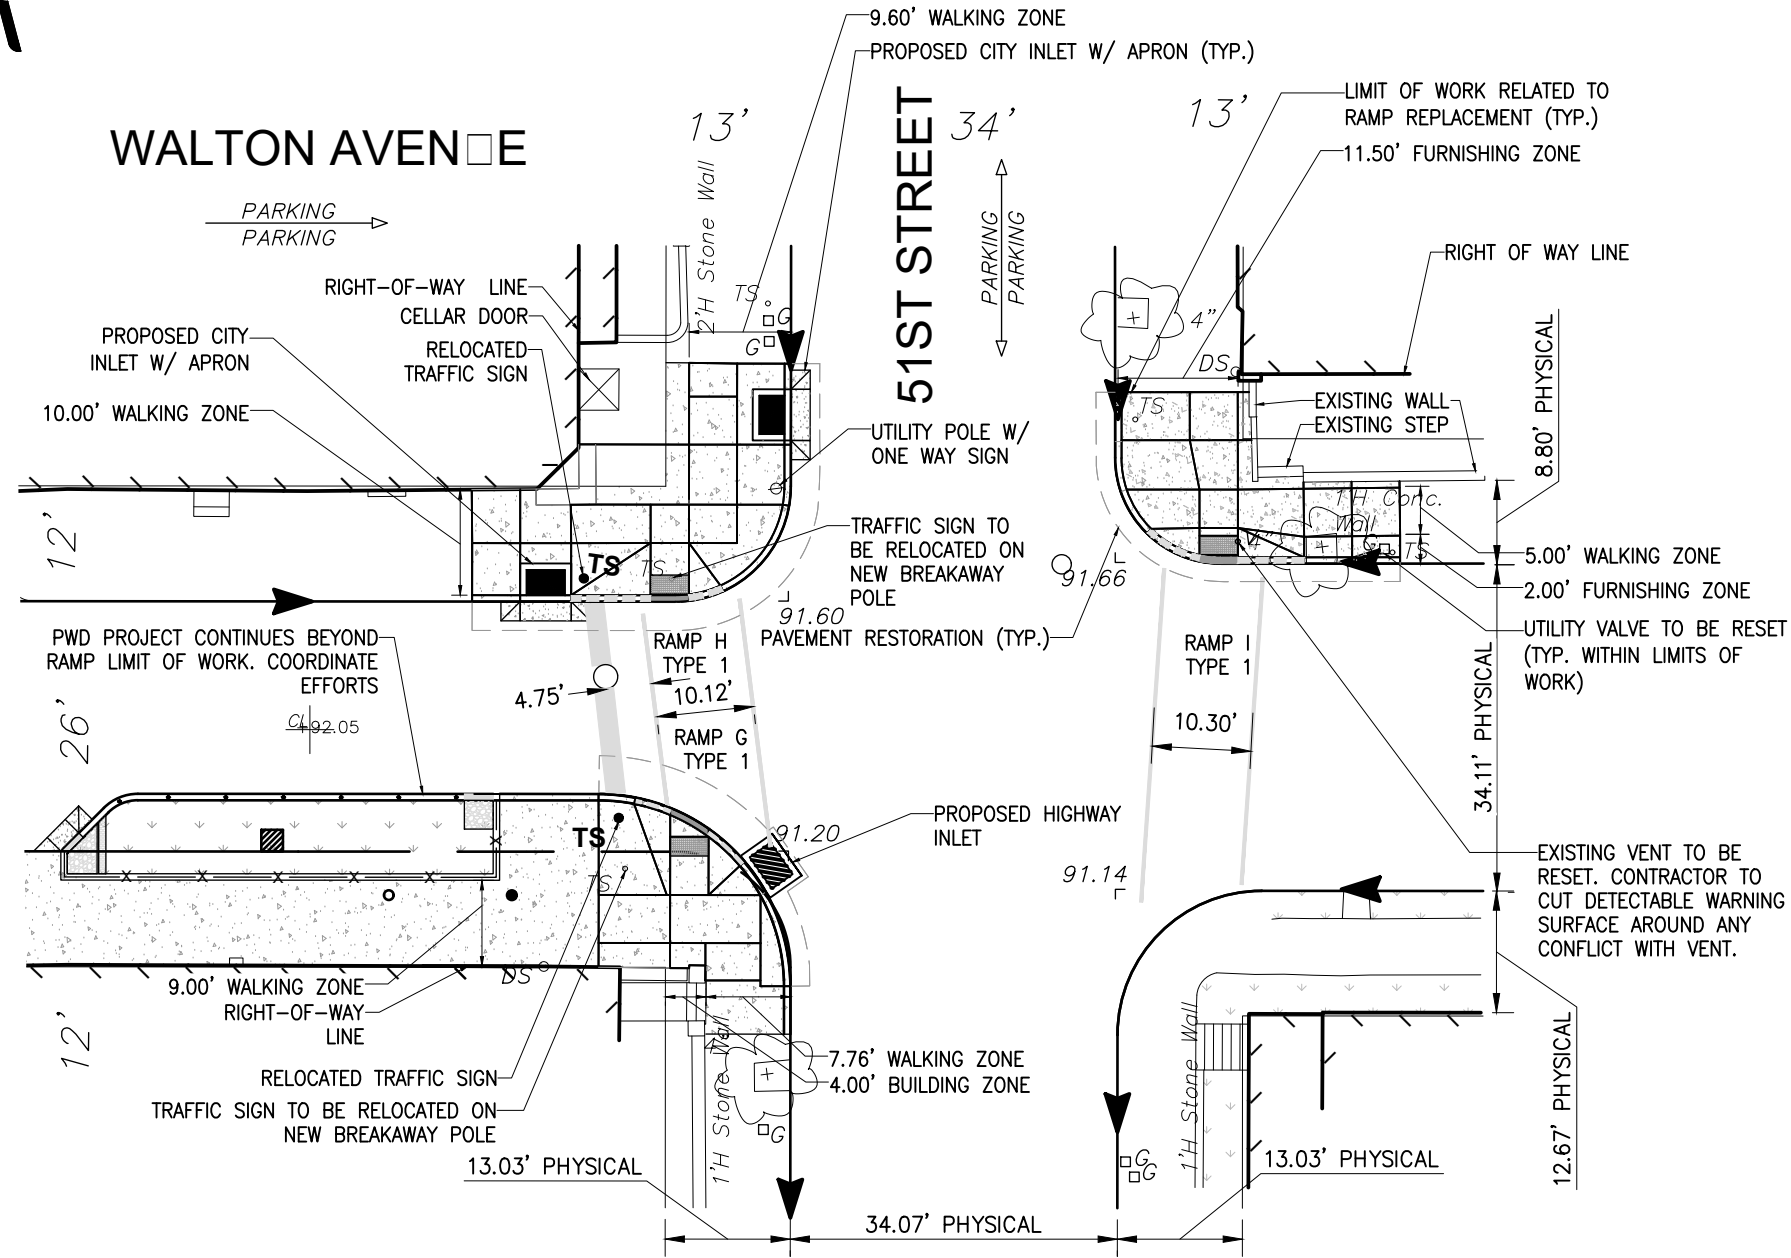 9.60' WALKING ZONE
PROPOSED CITY INLET W/ APRON (TYP.)
LIMIT OF WORK RELATED TO
RAMP REPLACEMENT (TYP.)
11.50' FURNISHING ZONE
WALTON AVEN□E
13'
51ST STREET
34'
13'
PARKING
PARKING
2'H Stone Wall
PARKING
PARKING
RIGHT OF WAY LINE
RIGHT-OF-WAY LINE
CELLAR DOOR
RELOCATED
TRAFFIC SIGN
TS
G
G
4"
DS
TS
PROPOSED CITY
INLET W/ APRON
10.00' WALKING ZONE
UTILITY POLE W/
ONE WAY SIGN
EXISTING WALL
EXISTING STEP
8.80' PHYSICAL
1'H Conc.
Wall
12'
TS
TS
TRAFFIC SIGN TO
BE RELOCATED ON
NEW BREAKAWAY
POLE
4"
G
TS
5.00' WALKING ZONE
2.00' FURNISHING ZONE
91.66
91.60
PAVEMENT RESTORATION (TYP.)
UTILITY VALVE TO BE RESET
(TYP. WITHIN LIMITS OF
WORK)
PWD PROJECT CONTINUES BEYOND
RAMP LIMIT OF WORK. COORDINATE
EFFORTS
RAMP H
TYPE 1
RAMP I
TYPE 1
4.75'
10.12'
10.30'
RAMP G
TYPE 1
26'
CL
92.05
34.11' PHYSICAL
TS
TS
91.20
91.14
PROPOSED HIGHWAY
INLET
EXISTING VENT TO BE
RESET. CONTRACTOR TO
CUT DETECTABLE WARNING
SURFACE AROUND ANY
CONFLICT WITH VENT.
X
X
X
X
X
DS
9.00' WALKING ZONE
RIGHT-OF-WAY
LINE
12'
1'H Stone Wall
7.76' WALKING ZONE
4.00' BUILDING ZONE
RELOCATED TRAFFIC SIGN
TRAFFIC SIGN TO BE RELOCATED ON
NEW BREAKAWAY POLE
G
1'H Stone Wall
G
G
12.67' PHYSICAL
13.03' PHYSICAL
13.03' PHYSICAL
34.07' PHYSICAL